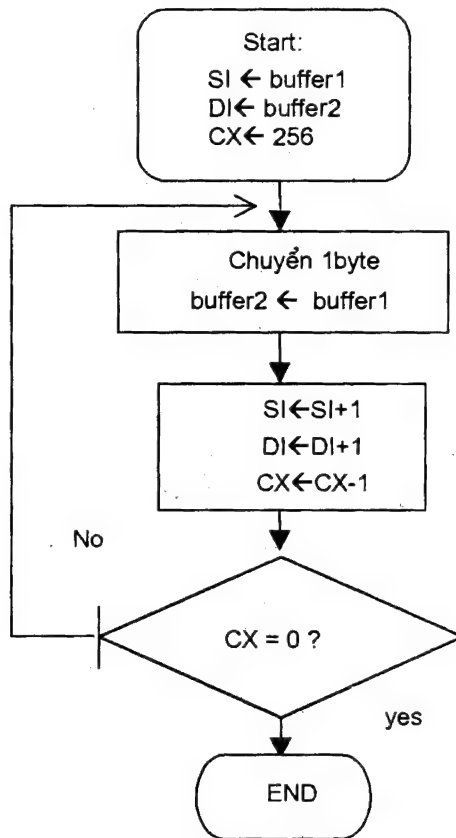 Start:
SI ← buffer1
DI← buffer2
CX← 256
Chuyển 1byte
buffer2 ← buffer1
SI←SI+1
DI←DI+1
CX←CX-1
No
CX = 0 ?
yes
END